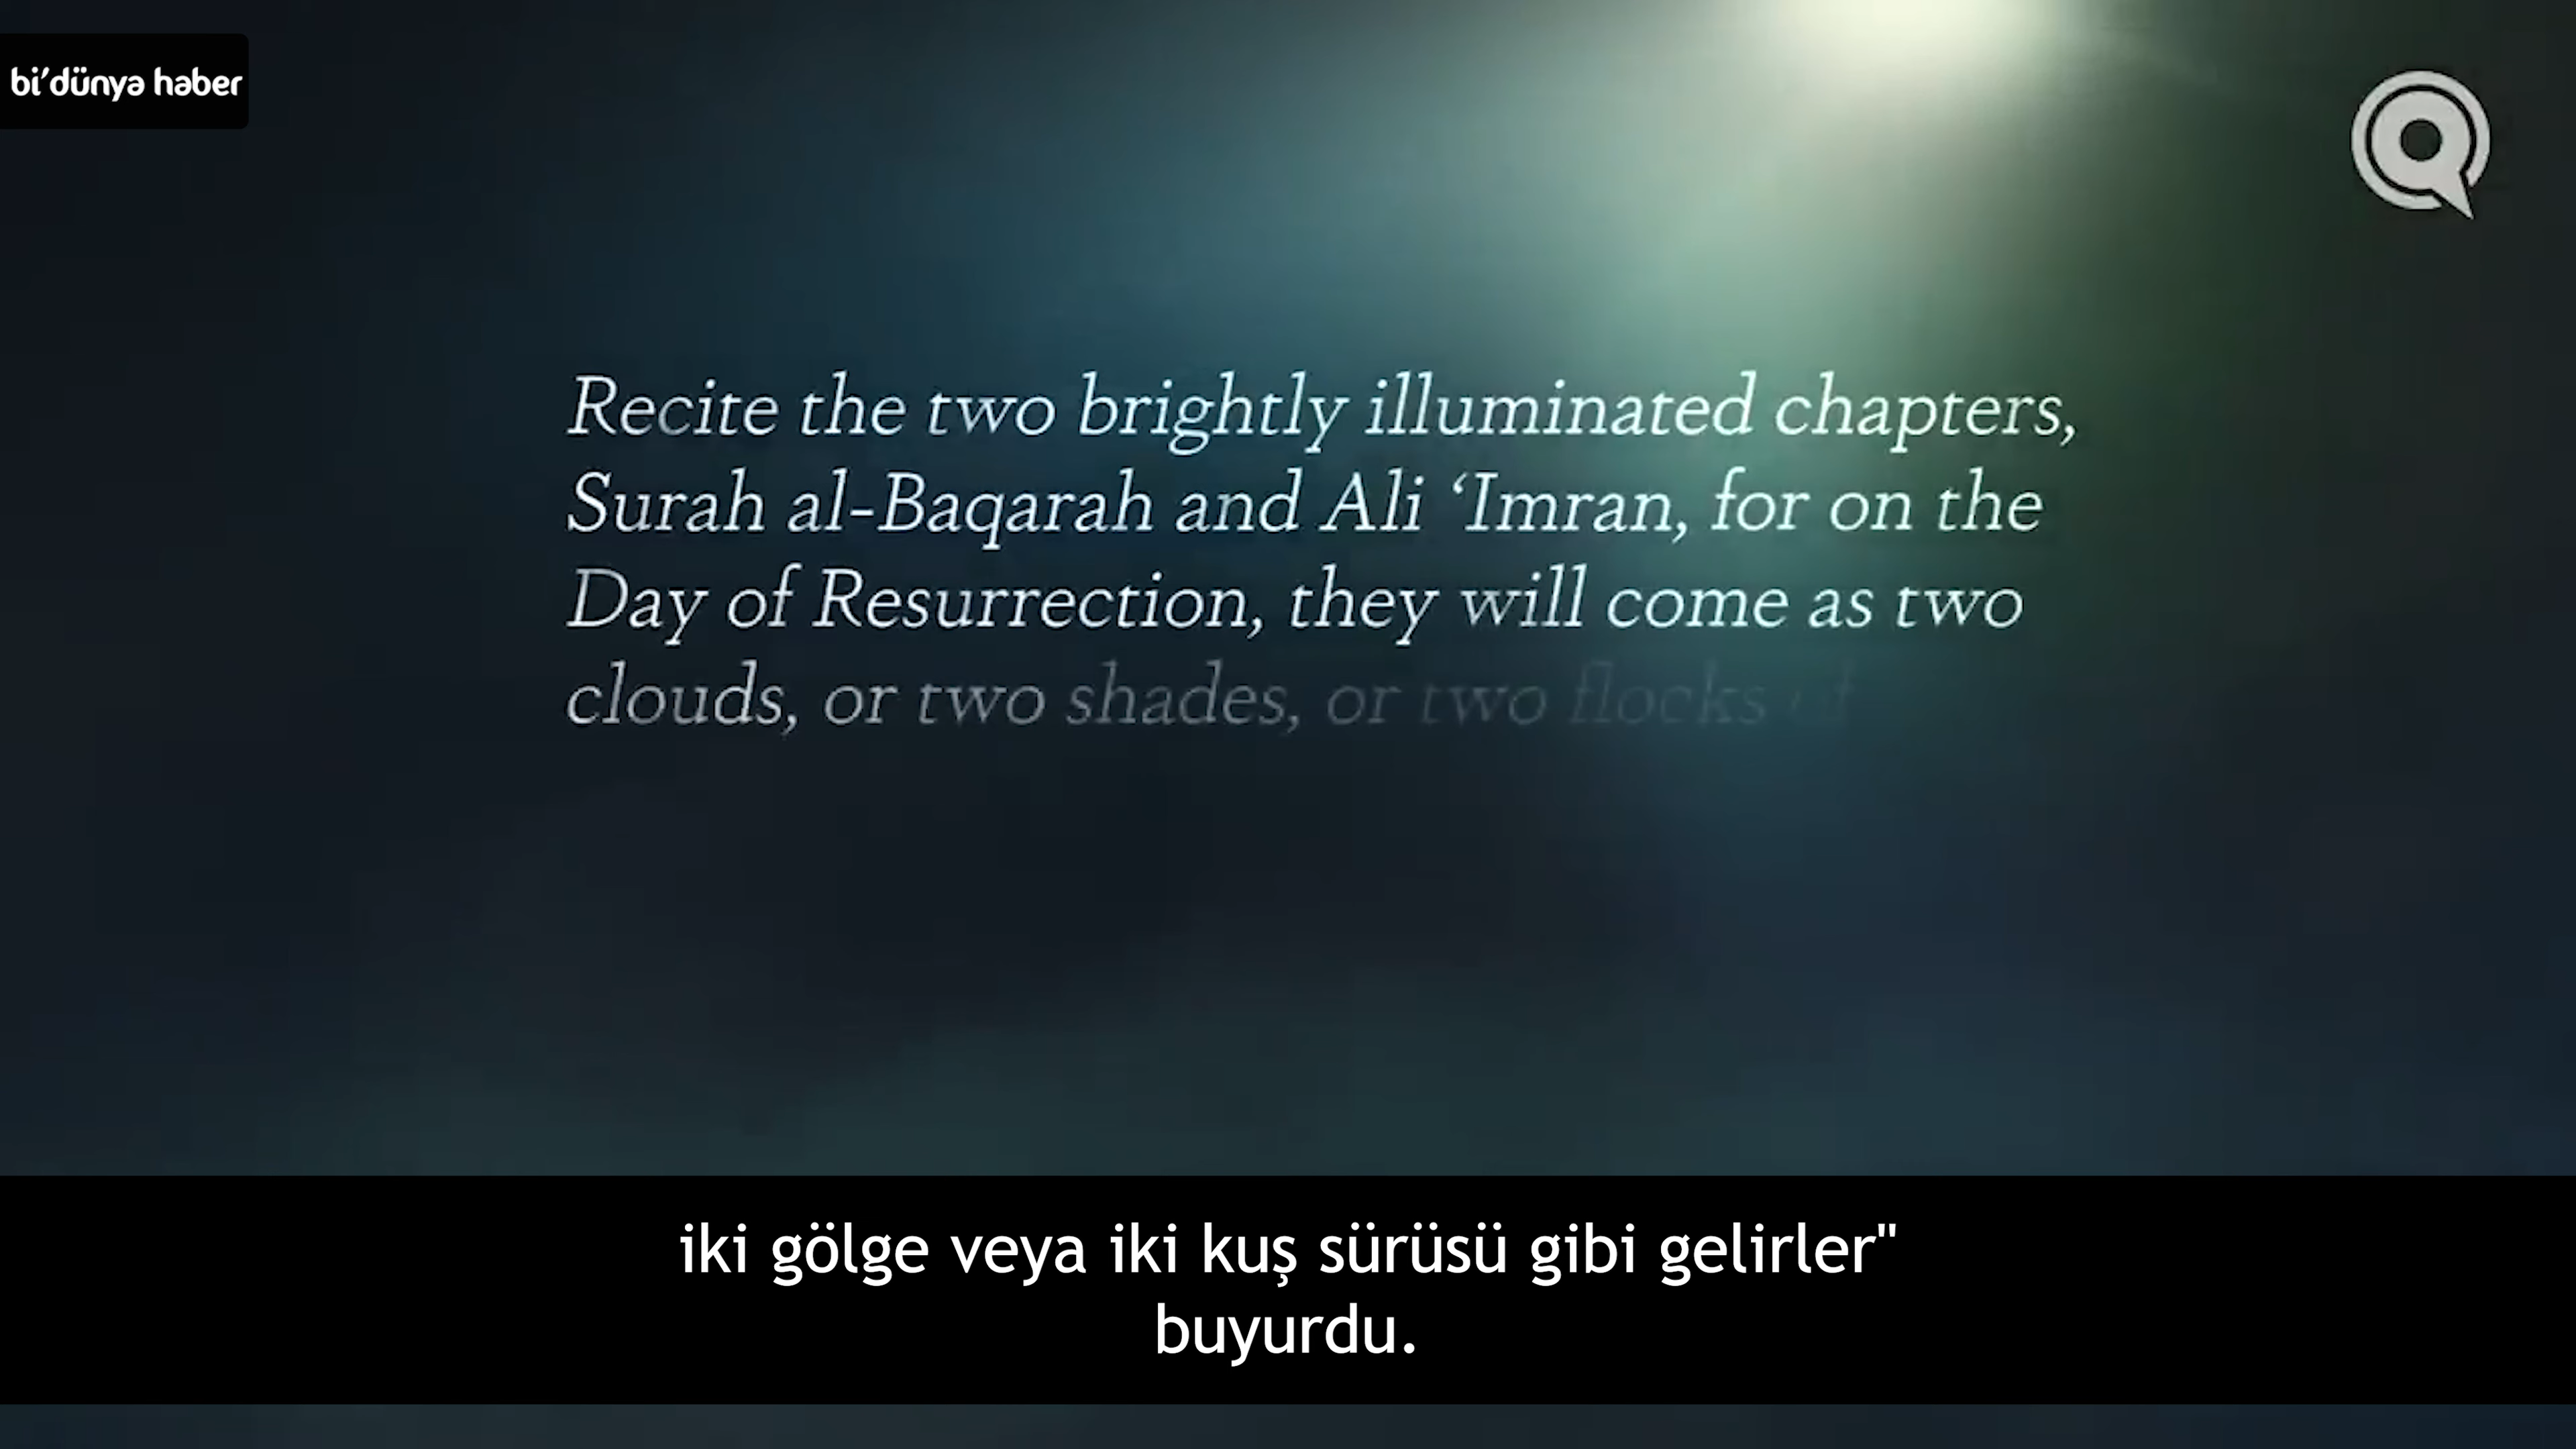 bi'dünya haber
Recite the two brightly illuminated chapters,
Surah al-Baqarah and Ali ‘Imran, for on the
Day of Resurrection, they will come as two
clouds, or two shades, or two flocks of
iki gölge veya iki kuş sürüsü gibi gelirler"
buyurdu.